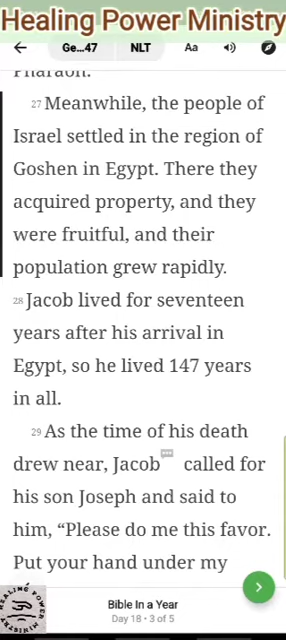 Healing Power Ministry
Ge...47 NLT Aa
Pharaoh.
27 Meanwhile, the people of
Israel settled in the region of
Goshen in Egypt. There they
acquired property, and they
were fruitful, and their
population grew rapidly.
28 Jacob lived for seventeen
years after his arrival in
Egypt, so he lived 147 years
in all.
29 As the time of his death
drew near, Jacob called for
his son Joseph and said to
him, “Please do me this favor.
Put your hand under my
HEALING POWER
MINISTRY
Bible In a Year
Day 18 • 3 of 5